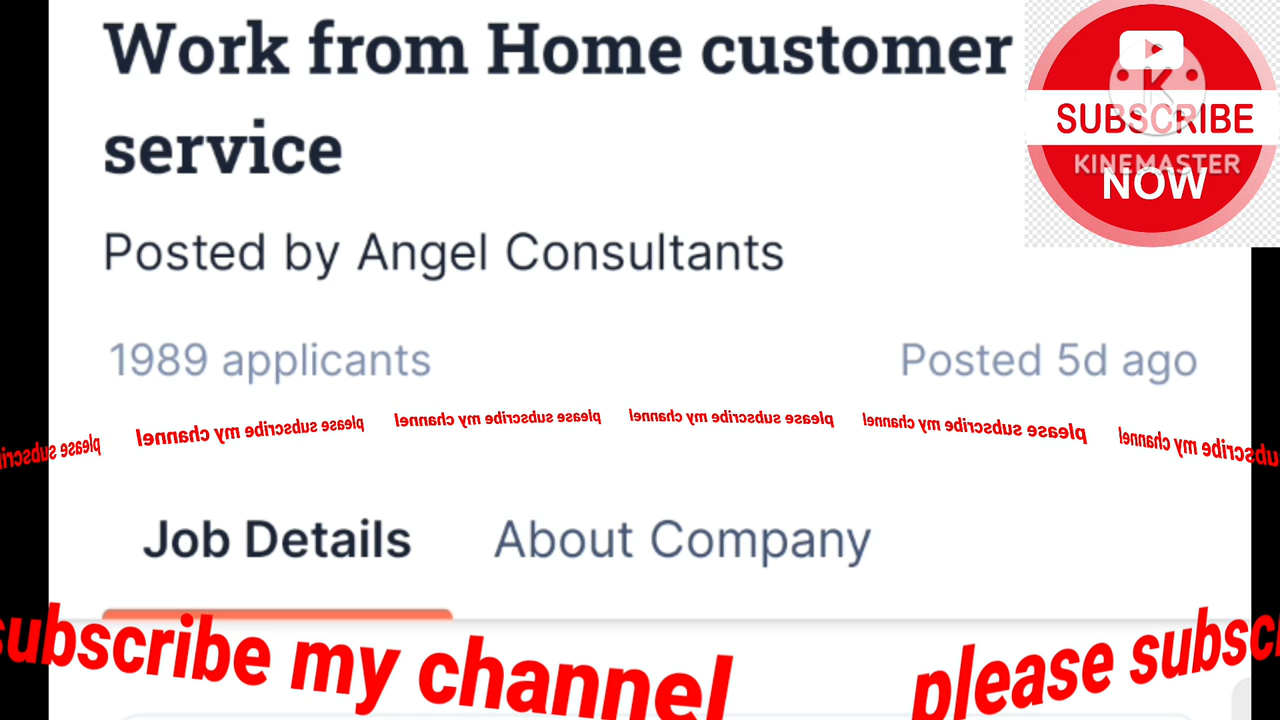 Work from Home customer
service
SUBSCRIBE
KINEMASTER
NOW
Posted by Angel Consultants
1989 applicants
Posted 5d ago
please subscribe my channel please subscribe my channel please subscribe my channel please subscribe my channel
Job Details
About Company
subscribe my channel
please subscr